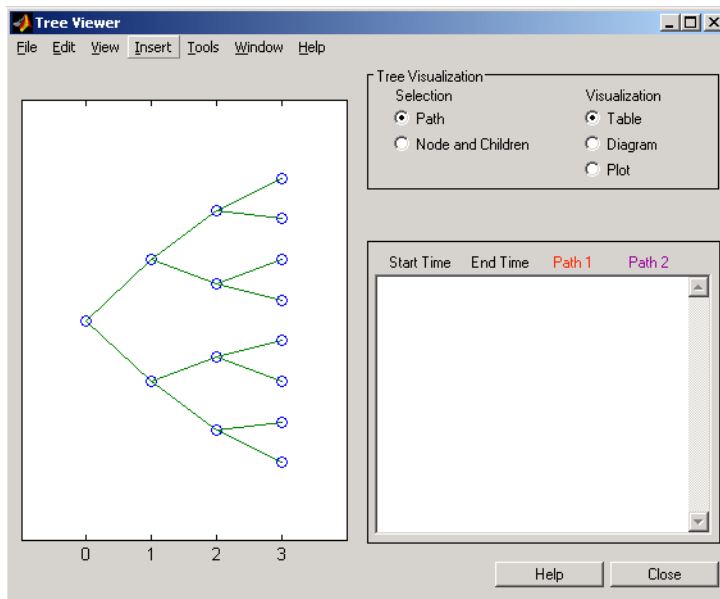 Tree Viewer
File Edit View Insert Tools Window Help
Tree Visualization
Selection Visualization
Path Table
Node and Children Diagram
Plot
Start Time End Time Path 1 Path 2
0 1 2 3
Help Close